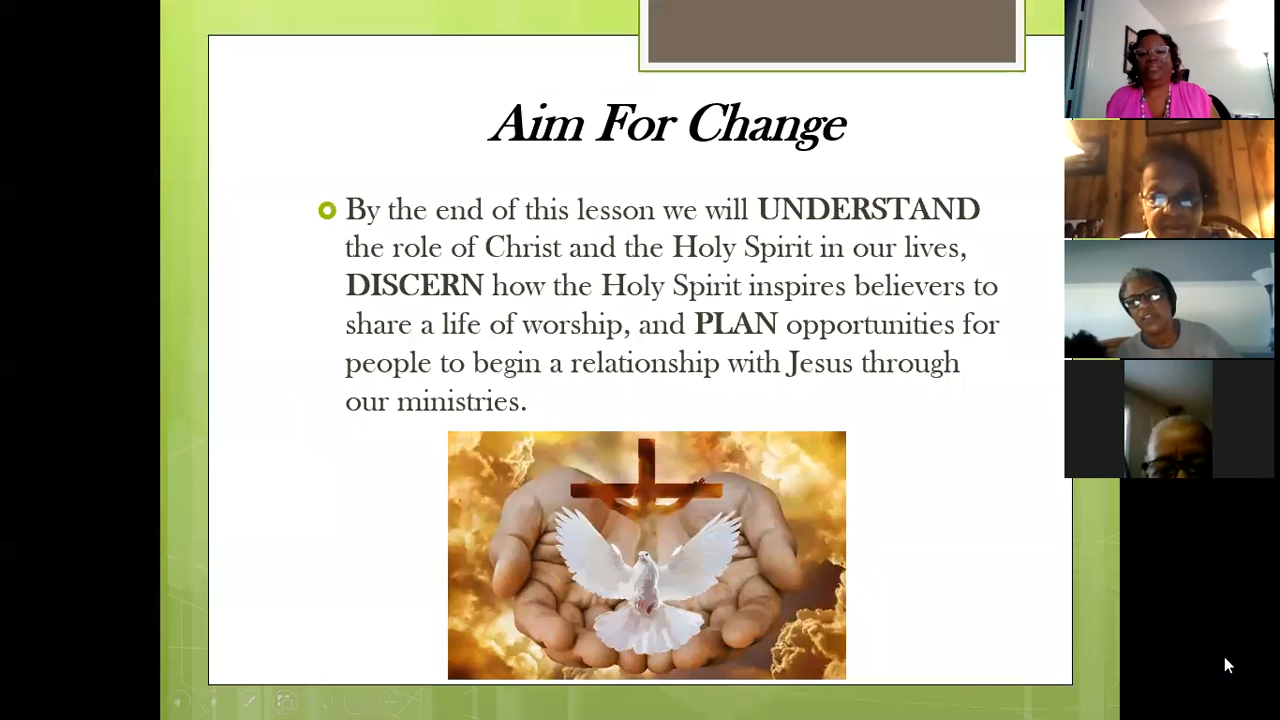 Aim For Change
By the end of this lesson we will UNDERSTAND
the role of Christ and the Holy Spirit in our lives,
DISCERN how the Holy Spirit inspires believers to
share a life of worship, and PLAN opportunities for
people to begin a relationship with Jesus through
our ministries.